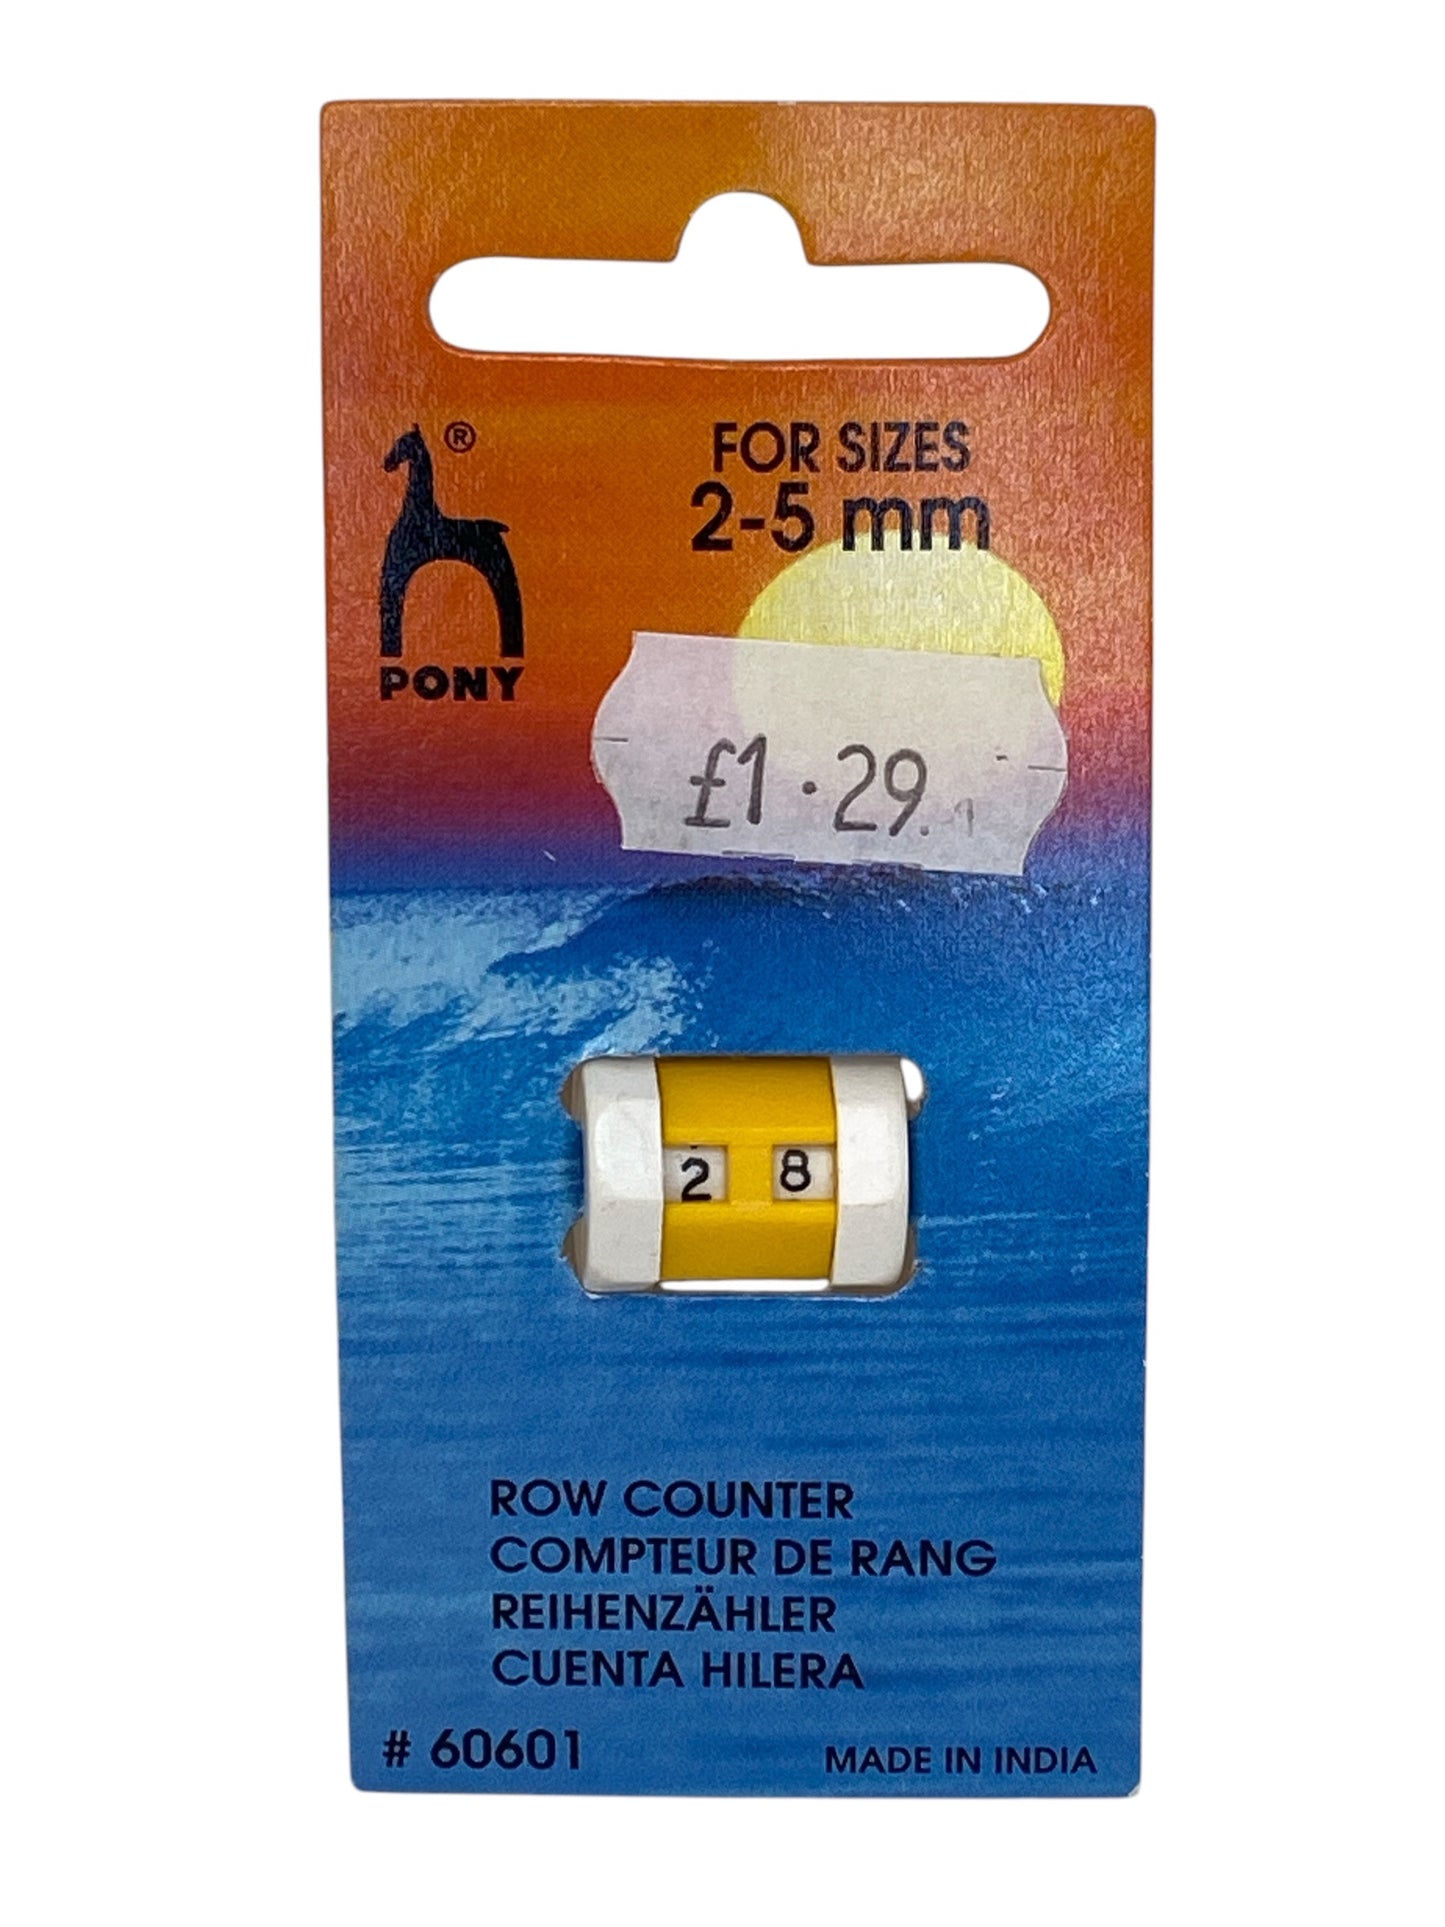 ®
FOR SIZES
2-5 mm
PONY
£1.29.
2 8
ROW COUNTER
COMPTEUR DE RANG
REIHENZÄHLER
CUENTA HILERA
# 60601
MADE IN INDIA